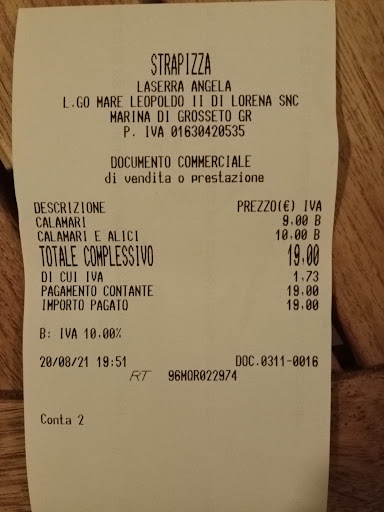 STRAPIZZA
LASERRA ANGELA
L.GO MARE LEOPOLDO II DI LORENA SNC
MARINA DI GROSSETO GR
P. IVA 01630420535
DOCUMENTO COMMERCIALE
di vendita o prestazione
DESCRIZIONE PREZZO(€) IVA
CALAMARI 9,00 B
CALAMARI E ALICI 10,00 B
TOTALE COMPLESSIVO 19,00
DI CUI IVA 1,73
PAGAMENTO CONTANTE 19,00
IMPORTO PAGATO 19,00
B: IVA 10,00%
20/08/21 19:51 DOC.0311-0016
RT 96MOR022974
Conta 2